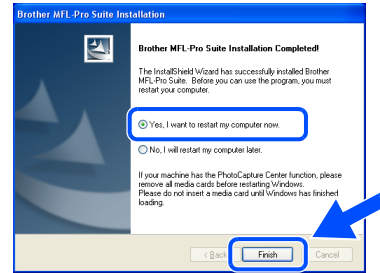 Brother MFL-Pro Suite Installation
Brother MFL-Pro Suite Installation Completed!
The InstallShield Wizard has successfully installed Brother
MFL-Pro Suite. Before you can use the program, you must
restart your computer.
Yes, I want to restart my computer now.
No, I will restart my computer later.
If your machine has the PhotoCapture Center function, please
remove all media cards before restarting Windows.
Please do not insert a media card until Windows has finished
loading.
< Back
Finish
Cancel